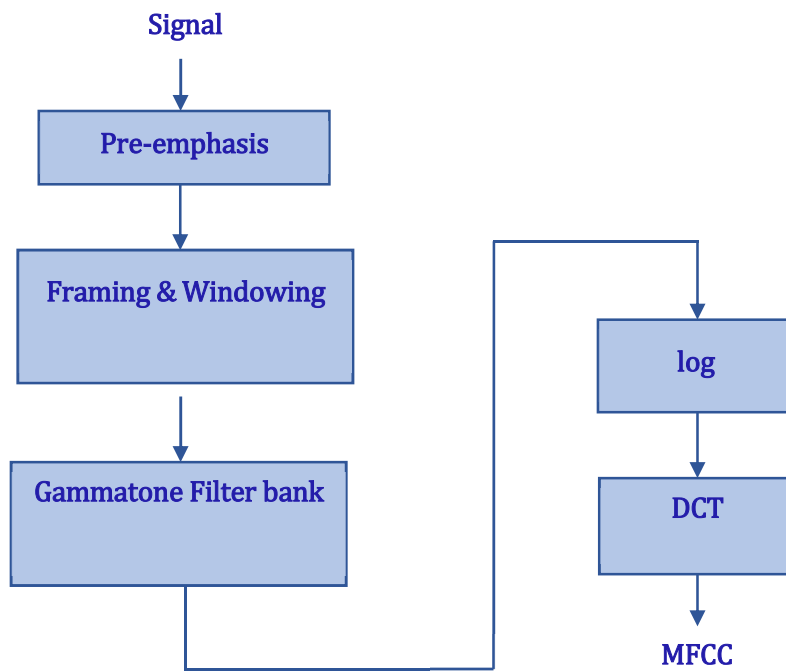 Signal
Pre-emphasis
Framing & Windowing
Gammatone Filter bank
log
DCT
MFCC